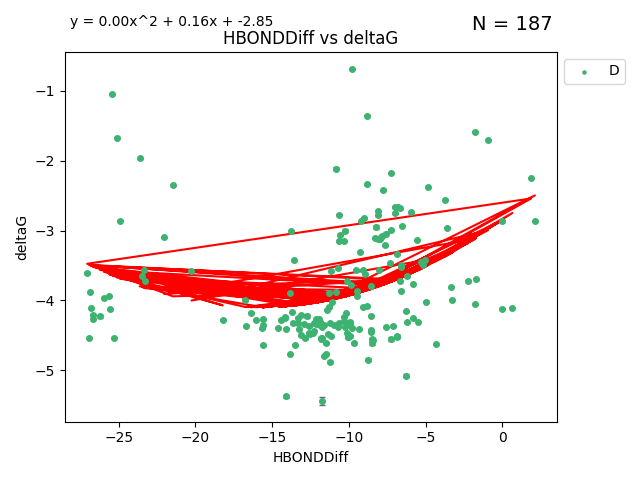 y = 0.00x^2 + 0.16x + -2.85
N = 187
HBONDDiff vs deltaG
D
−1
−2
−3
−4
−5
deltaG
−25 −20 −15 −10 −5 0
HBONDDiff